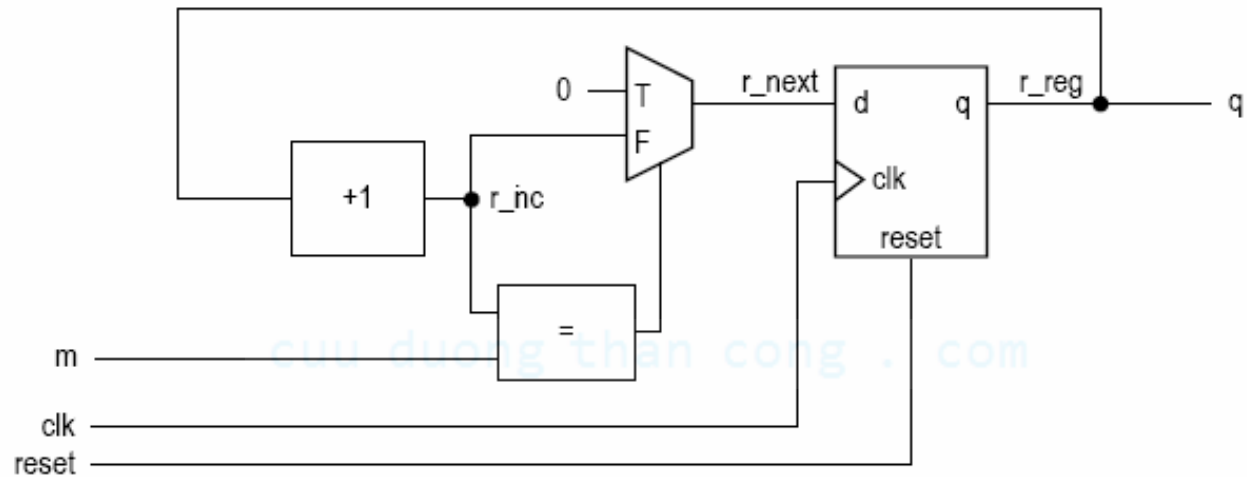 0
T
F
r_next
d
q
r_reg
q
+1
r_inc
clk
reset
=
m
cuu duong than cong . com
clk
reset